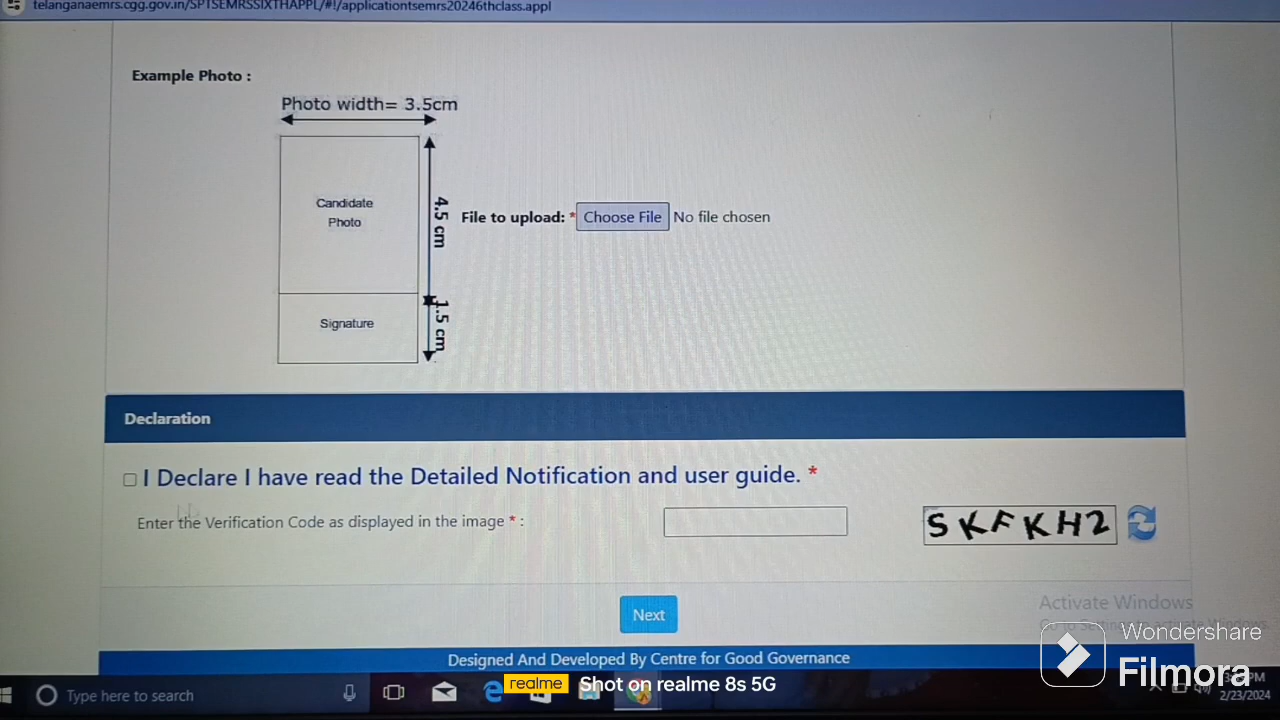 telanganaemrs.cgg.gov.in/SPTSEMRSSIXTHAPPL/#!/applicationtsemrs20246thclass.appl
Example Photo :
Photo width= 3.5cm
Candidate
Photo
4.5 cm
File to upload: * Choose File No file chosen
Signature
1.5 cm
Declaration
I Declare I have read the Detailed Notification and user guide. *
Enter the Verification Code as displayed in the image * :
SKFKH2
Next
Activate Windows
Designed And Developed By Centre for Good Governance
Wondershare
Filmora
Type here to search
realme Shot on realme 8s 5G
2/23/2024